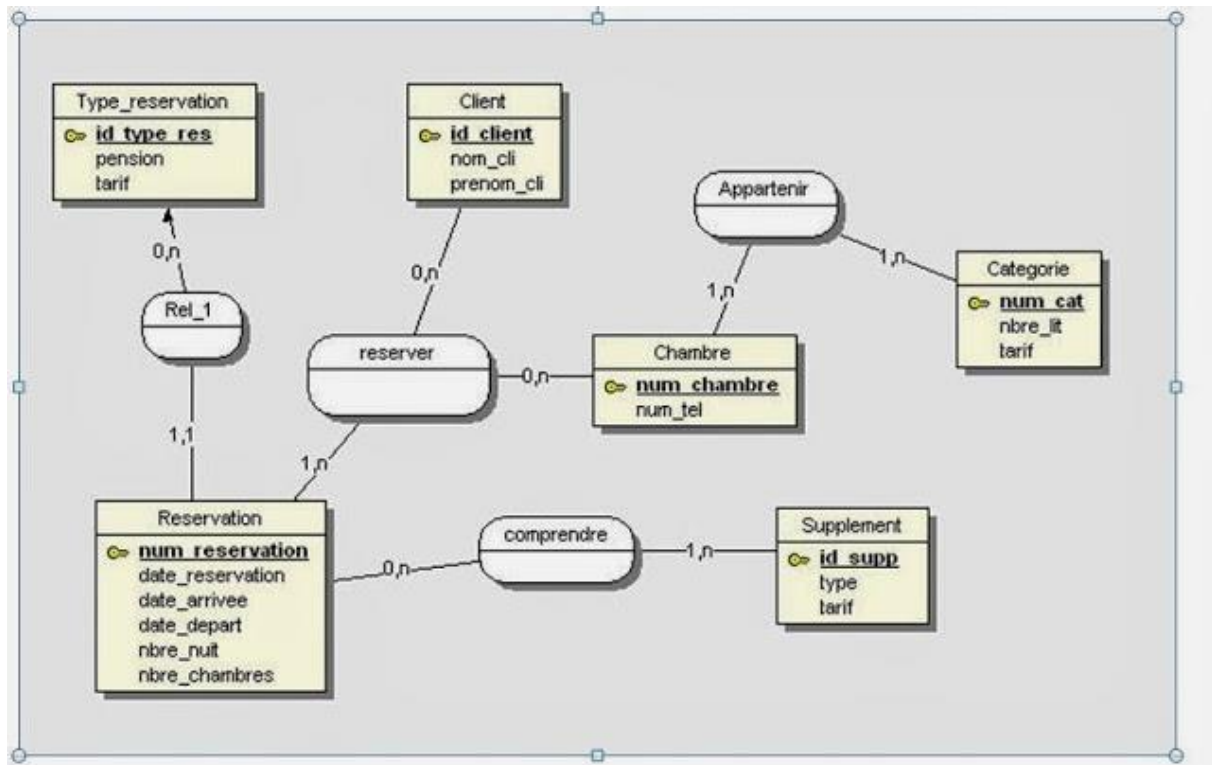 Type_reservation
id_type_res
pension
tarif
Client
id_client
nom_cli
prenom_cli
Appartenir
0,n
0,n
1,n
1,n
Categorie
num_cat
nbre_lit
tarif
Rel_1
reserver
0,n
Chambre
num_chambre
num_tel
1,1
1,n
Reservation
num_reservation
date_reservation
date_arrivee
date_depart
nbre_nuit
nbre_chambres
0,n
comprendre
1,n
Supplement
id_supp
type
tarif